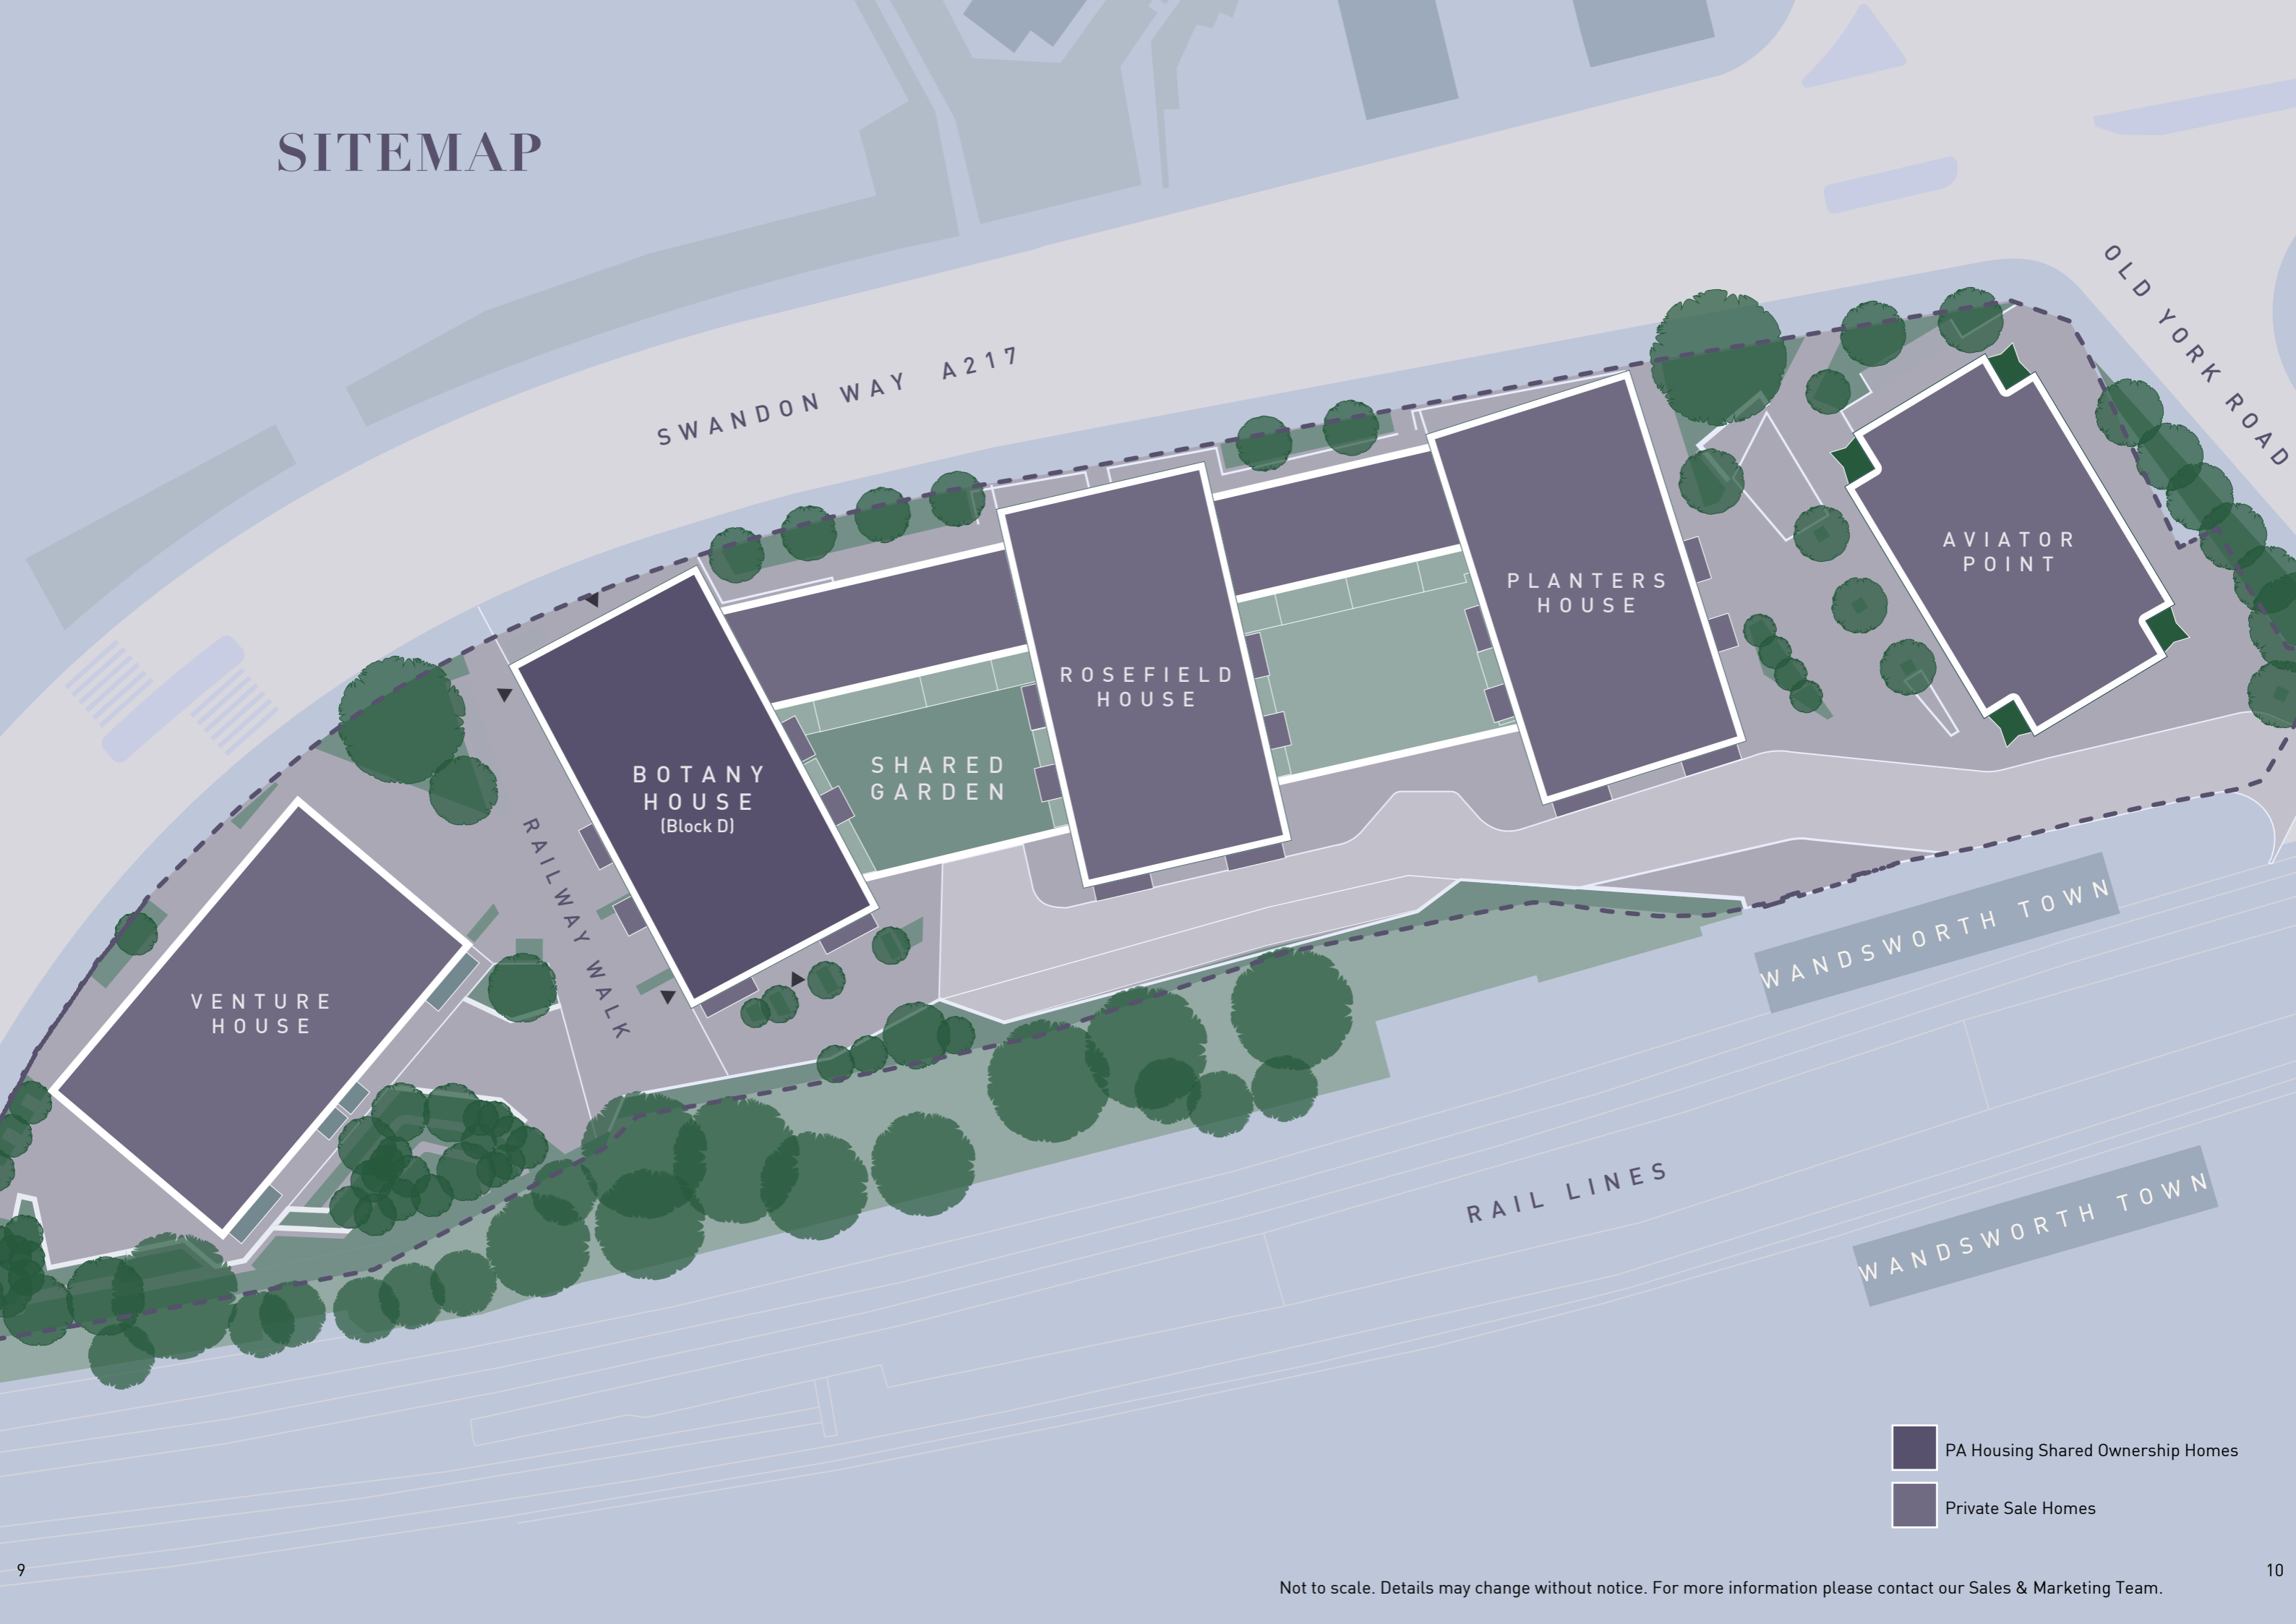 SITEMAP
OLD YORK ROAD
SWANDON WAY A217
AVIATOR
POINT
PLANTERS
HOUSE
ROSEFIELD
HOUSE
SHARED
GARDEN
BOTANY
HOUSE
(Block D)
RAILWAY WALK
VENTURE
HOUSE
WANDSWORTH TOWN
RAIL LINES
WANDSWORTH TOWN
PA Housing Shared Ownership Homes
Private Sale Homes
9
10
Not to scale. Details may change without notice. For more information please contact our Sales & Marketing Team.